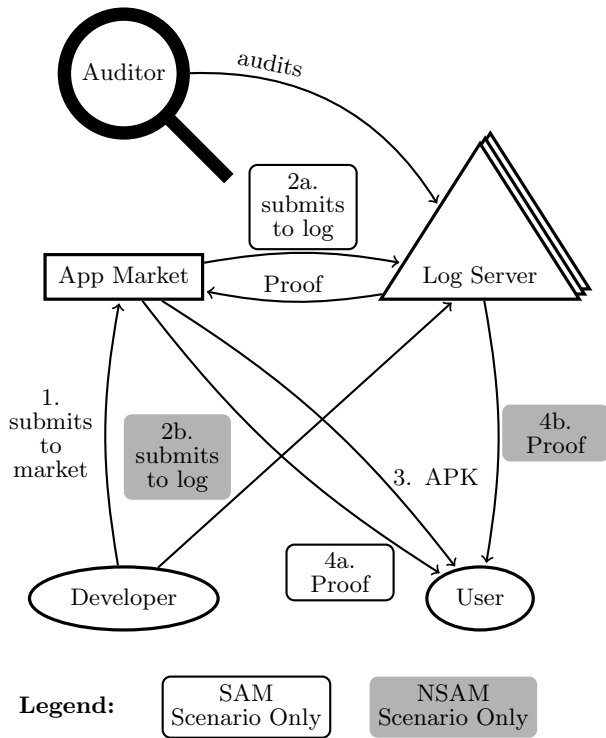 Auditor
audits
2a.
submits
to log
App Market
Proof
Log Server
1.
submits
to
market
2b.
submits
to log
4b.
Proof
3. APK
4a.
Proof
Developer
User
Legend:
SAM
Scenario Only
NSAM
Scenario Only